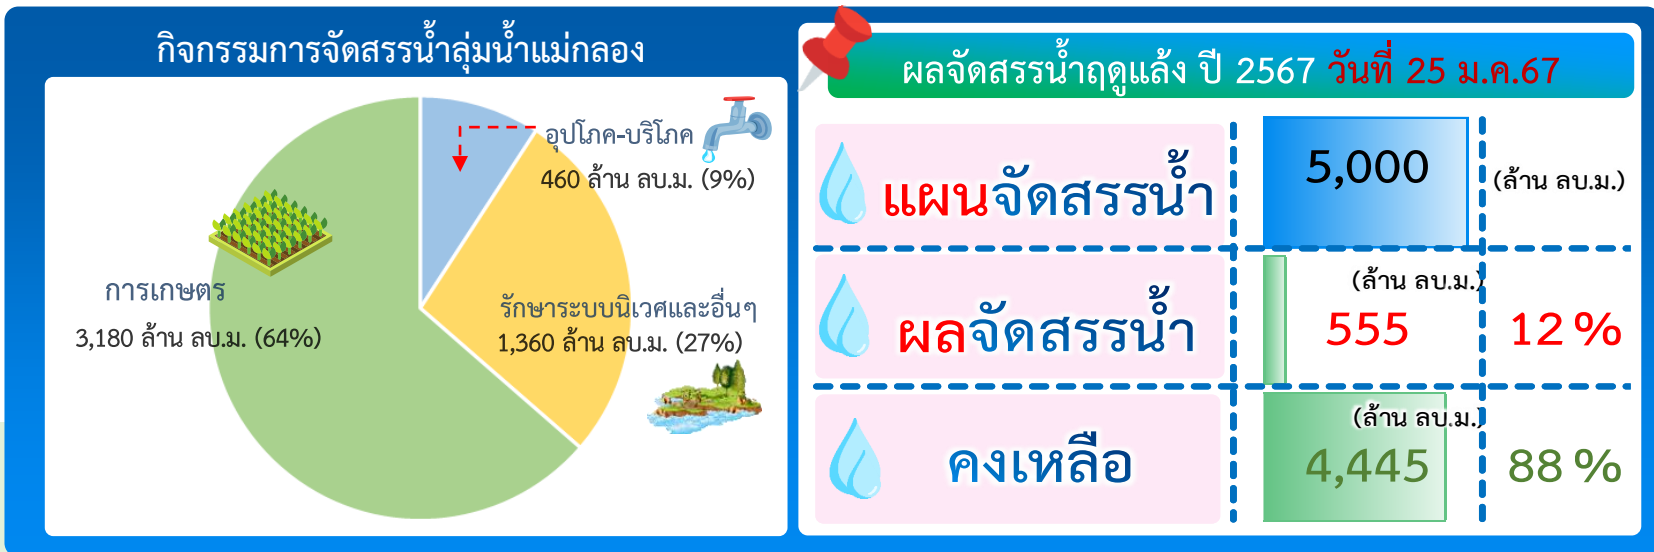 กิจกรรมการจัดสรรน้ำลุ่มน้ำแม่กลอง
อุปโภค-บริโภค
460 ล้าน ลบ.ม. (9%)
การเกษตร
3,180 ล้าน ลบ.ม. (64%)
รักษาระบบนิเวศและอื่นๆ
1,360 ล้าน ลบ.ม. (27%)
ผลจัดสรรน้ำฤดูแล้ง ปี 2567 วันที่ 25 ม.ค.67
แผนจัดสรรน้ำ
5,000
(ล้าน ลบ.ม.)
ผลจัดสรรน้ำ
(ล้าน ลบ.ม.)
555
12 %
คงเหลือ
(ล้าน ลบ.ม.)
4,445
88 %